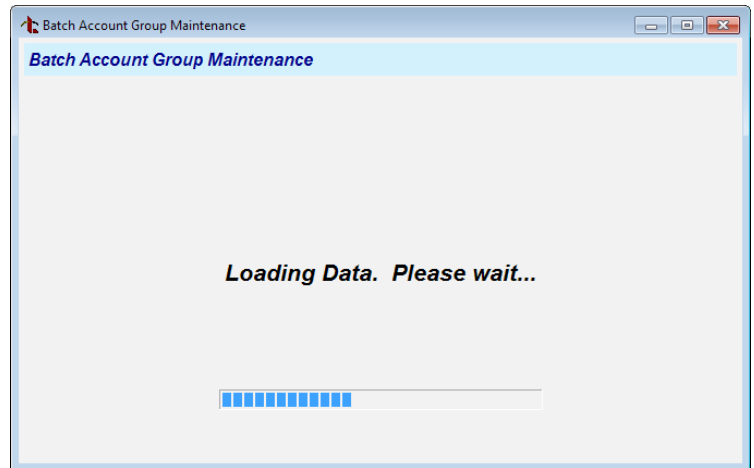 Batch Account Group Maintenance
Batch Account Group Maintenance
Loading Data.  Please wait...